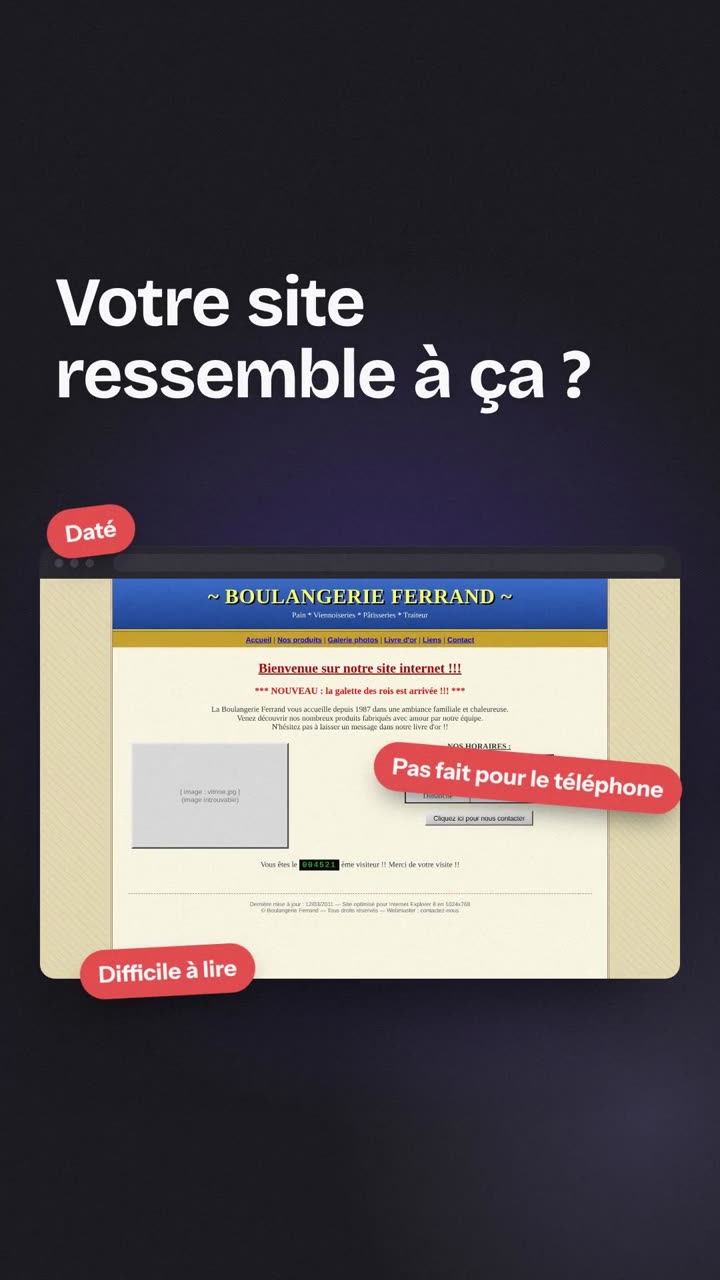 Votre site
ressemble à ça ?
Daté
~ BOULANGERIE FERRAND ~
Pain * Viennoiseries * Pâtisseries * Traiteur
Accueil | Nos produits | Galerie photos | Livre d'or | Liens | Contact
Bienvenue sur notre site internet !!!
*** NOUVEAU : la galette des rois est arrivée !!! ***
La Boulangerie Ferrand vous accueille depuis 1987 dans une ambiance familiale et chaleureuse.
Venez découvrir nos nombreux produits fabriqués avec amour par notre équipe.
N'hésitez pas à laisser un message dans notre livre d'or !!
[ image : vitrine.jpg ]
(image introuvable)
NOS HORAIRES :
Pas fait pour le téléphone
Dimanche
Cliquez ici pour nous contacter
Vous êtes le 004521 ème visiteur !! Merci de votre visite !!
Dernière mise à jour : 12/03/2011 — Site optimisé pour Internet Explorer 8 en 1024x768
© Boulangerie Ferrand — Tous droits réservés — Webmaster : contactez-nous
Difficile à lire